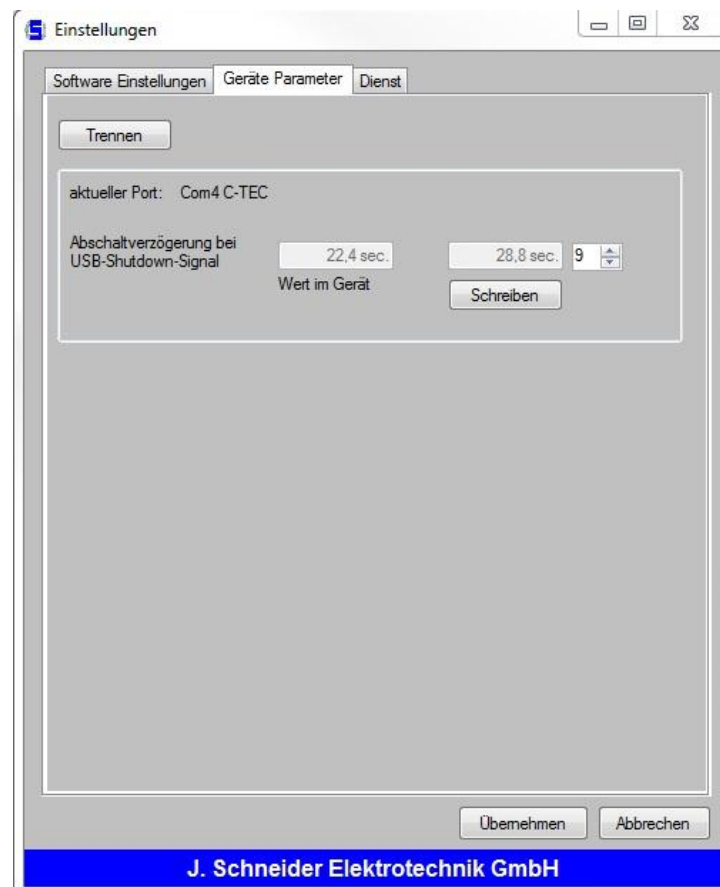 Einstellungen
Software Einstellungen Geräte Parameter Dienst
Trennen
aktueller Port: Com4 C-TEC
Abschaltverzögerung bei
USB-Shutdown-Signal
22,4 sec. 28,8 sec. 9
Wert im Gerät
Schreiben
Übernehmen Abbrechen
J. Schneider Elektrotechnik GmbH